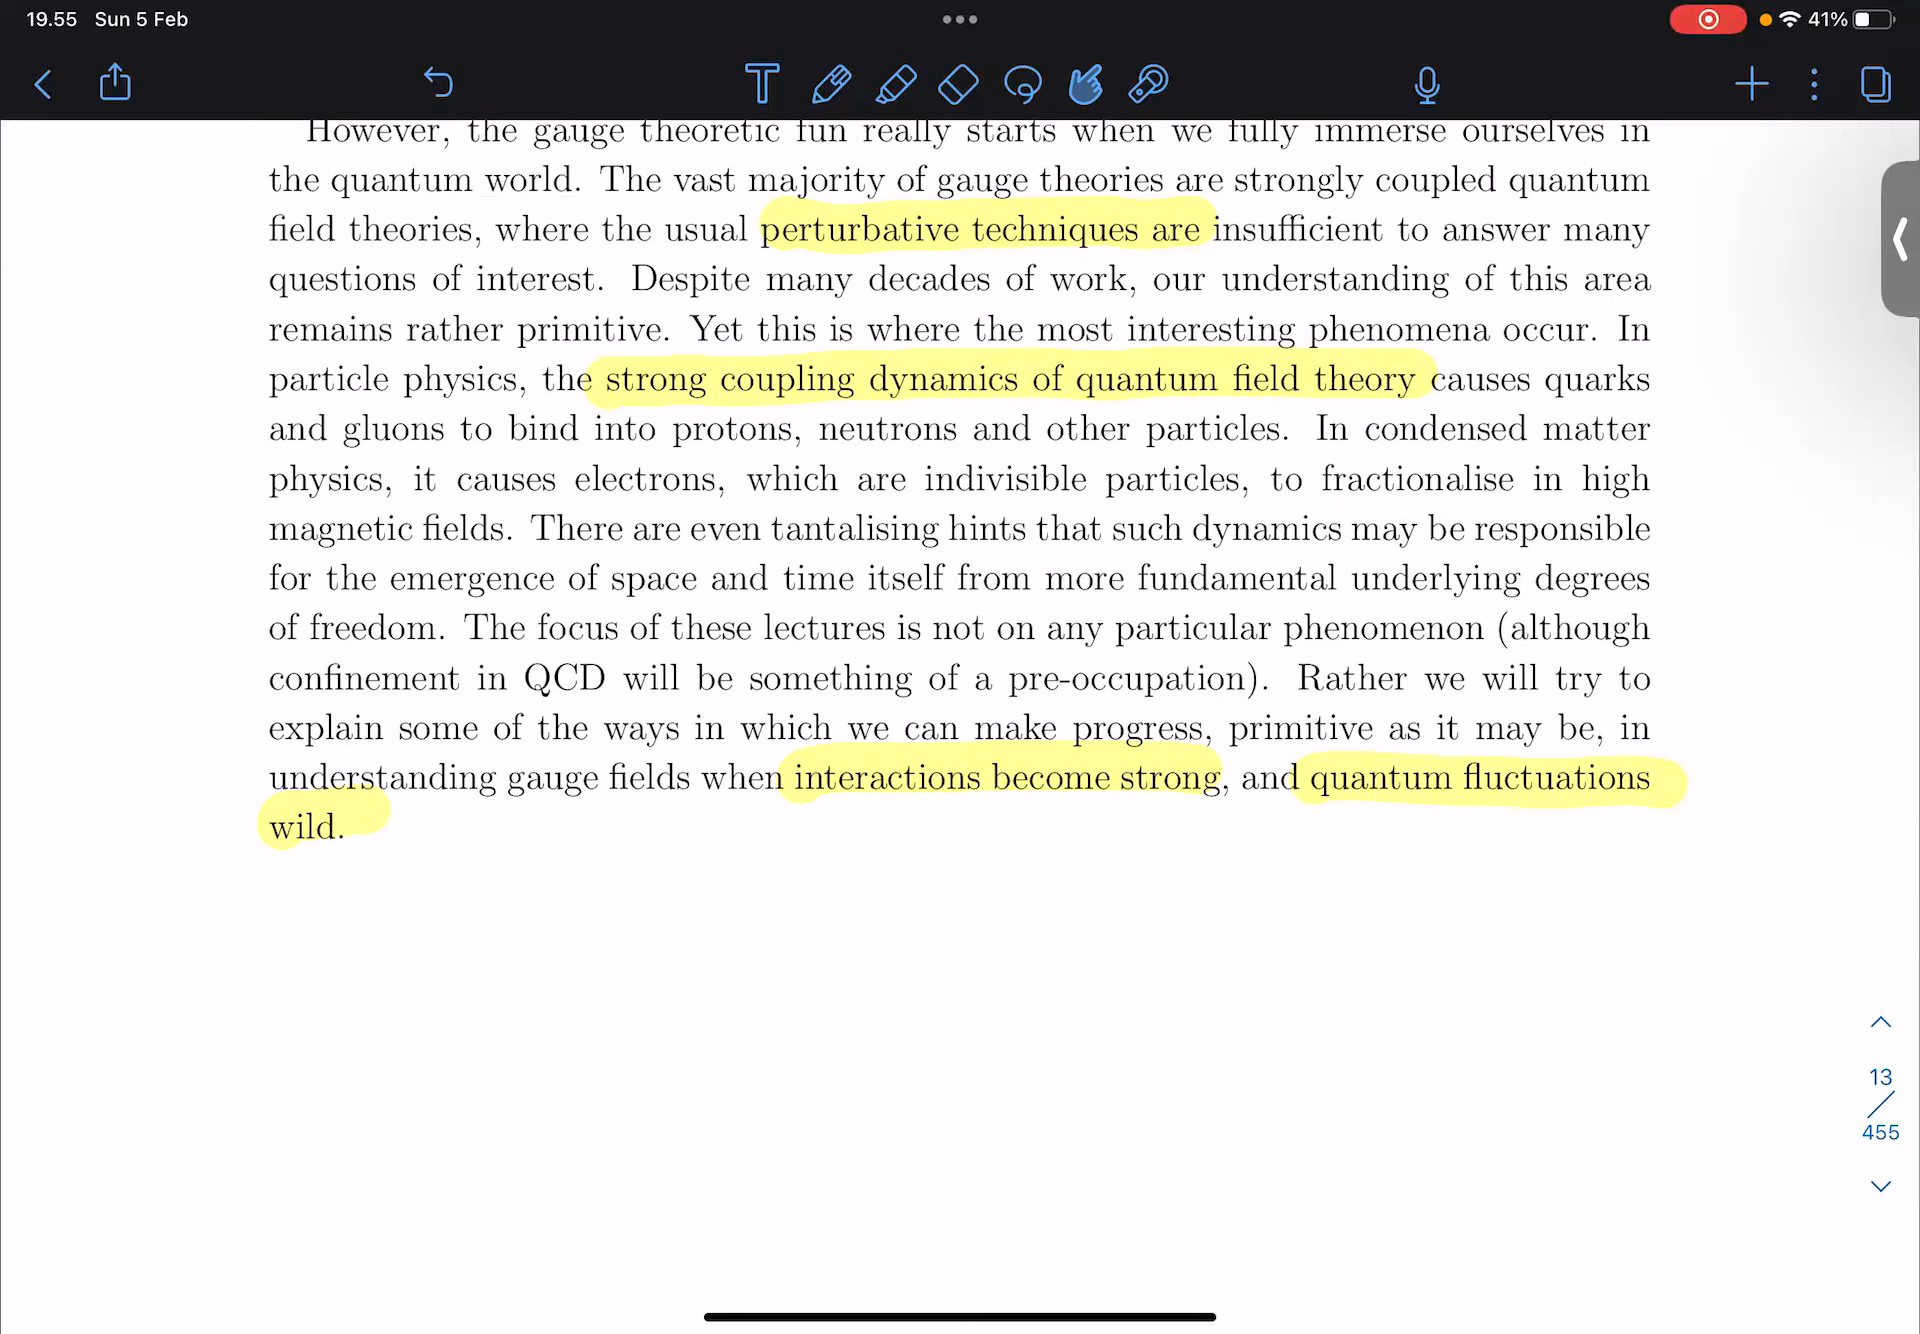 19.55 Sun 5 Feb
41%
However, the gauge theoretic fun really starts when we fully immerse ourselves in
the quantum world. The vast majority of gauge theories are strongly coupled quantum
field theories, where the usual perturbative techniques are insufficient to answer many
questions of interest. Despite many decades of work, our understanding of this area
remains rather primitive. Yet this is where the most interesting phenomena occur. In
particle physics, the strong coupling dynamics of quantum field theory causes quarks
and gluons to bind into protons, neutrons and other particles. In condensed matter
physics, it causes electrons, which are indivisible particles, to fractionalise in high
magnetic fields. There are even tantalising hints that such dynamics may be responsible
for the emergence of space and time itself from more fundamental underlying degrees
of freedom. The focus of these lectures is not on any particular phenomenon (although
confinement in QCD will be something of a pre-occupation). Rather we will try to
explain some of the ways in which we can make progress, primitive as it may be, in
understanding gauge fields when interactions become strong, and quantum fluctuations
wild.
13
/
455